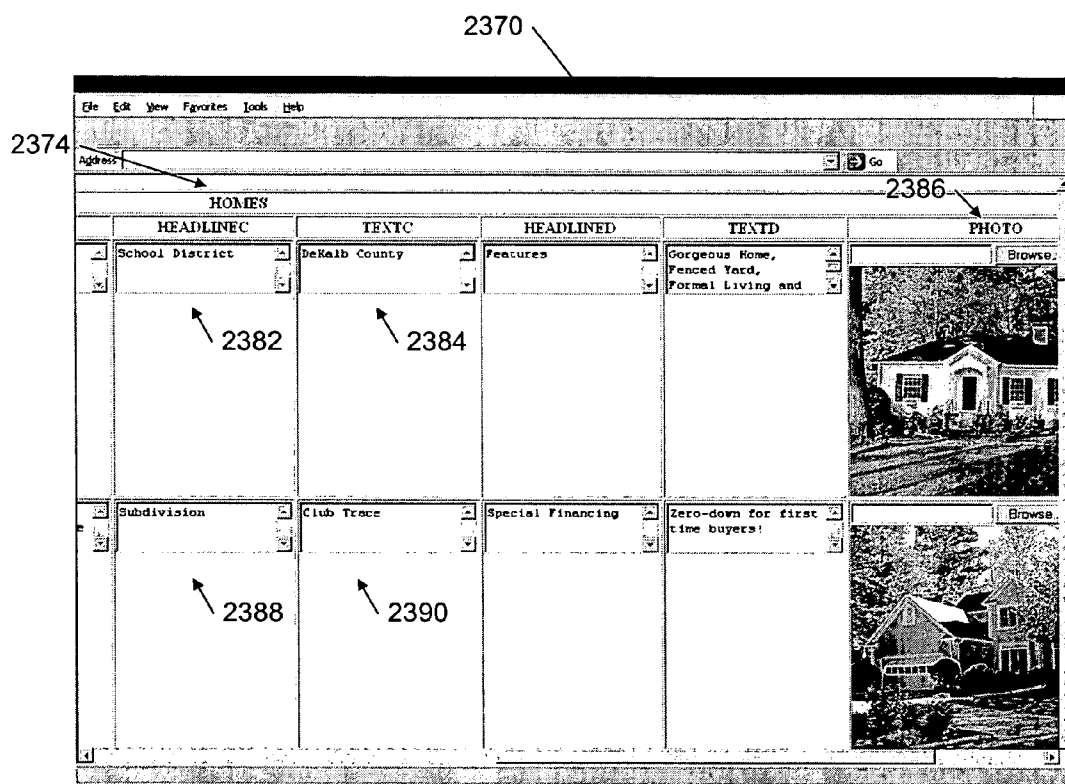 2370
File Edit View Favorites Tools Help
2374
Address Go
2386
HOMES
HEADLINEC TEXTC HEADLINED TEXTD PHOTO
School District DeKalb County Features Gorgeous Home, Browse..
Fenced Yard,
Formal Living and
2382 2384
e Subdivision Club Trace Special Financing Zero-down for first Browse..
time buyers!
2388 2390